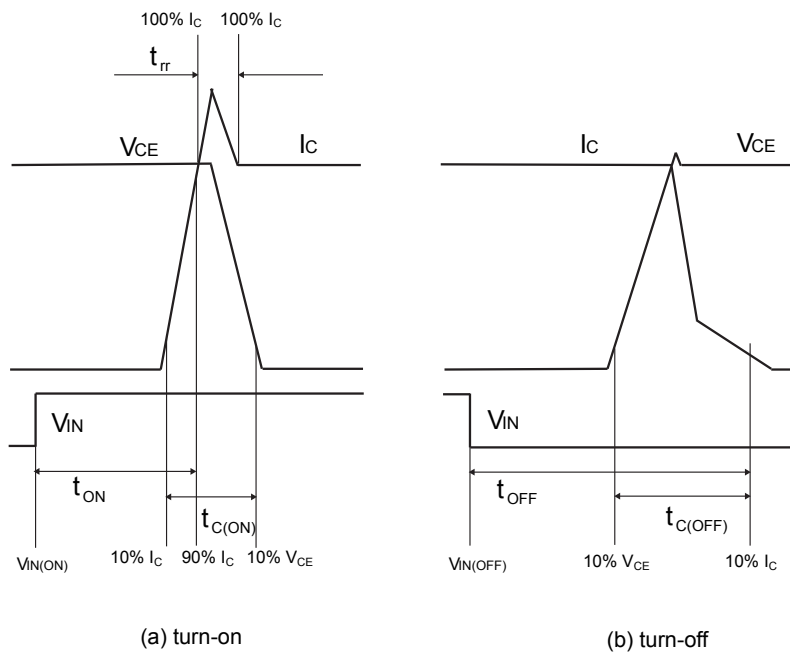 100% IC 100% IC
trr
VCE IC
IC VCE
VIN
VIN
tON
tOFF
tC(ON)
tC(OFF)
VIN(ON) 10% IC 90% IC 10% VCE
VIN(OFF) 10% VCE 10% IC
(a) turn-on
(b) turn-off